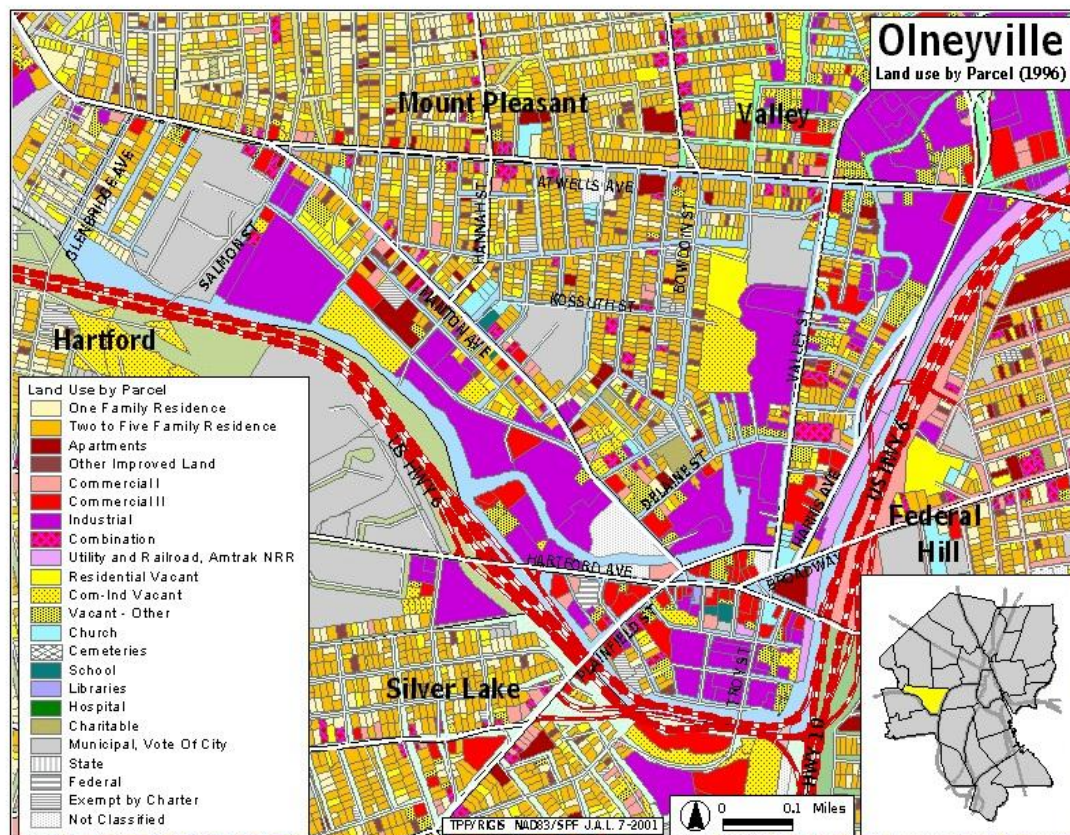 Olneyville
Land use by Parcel (1996)
Mount Pleasant
Valley
ATWELLS AVE
GLENBRIDGE AVE
SALMON ST
HANNAH ST
BOWDOIN ST
KOSSUTH ST
MANTON AVE
VALLEY ST
Hartford
US HWY 6
US HWY 6
DELAINE ST
HARRIS AVE
Federal
Hill
HARTFORD AVE
BROADWAY
PLAINFIELD ST
TROY ST
Silver Lake
HWY 10
Land Use by Parcel
One Family Residence
Two to Five Family Residence
Apartments
Other Improved Land
Commercial I
Commercial II
Industrial
Combination
Utility and Railroad, Amtrak NRR
Residential Vacant
Com-Ind Vacant
Vacant - Other
Church
Cemeteries
School
Libraries
Hospital
Charitable
Municipal, Vote Of City
State
Federal
Exempt by Charter
Not Classified
TPP/RIGIS NAD83/SPF J.A.L. 7-2001
0 0.1 Miles